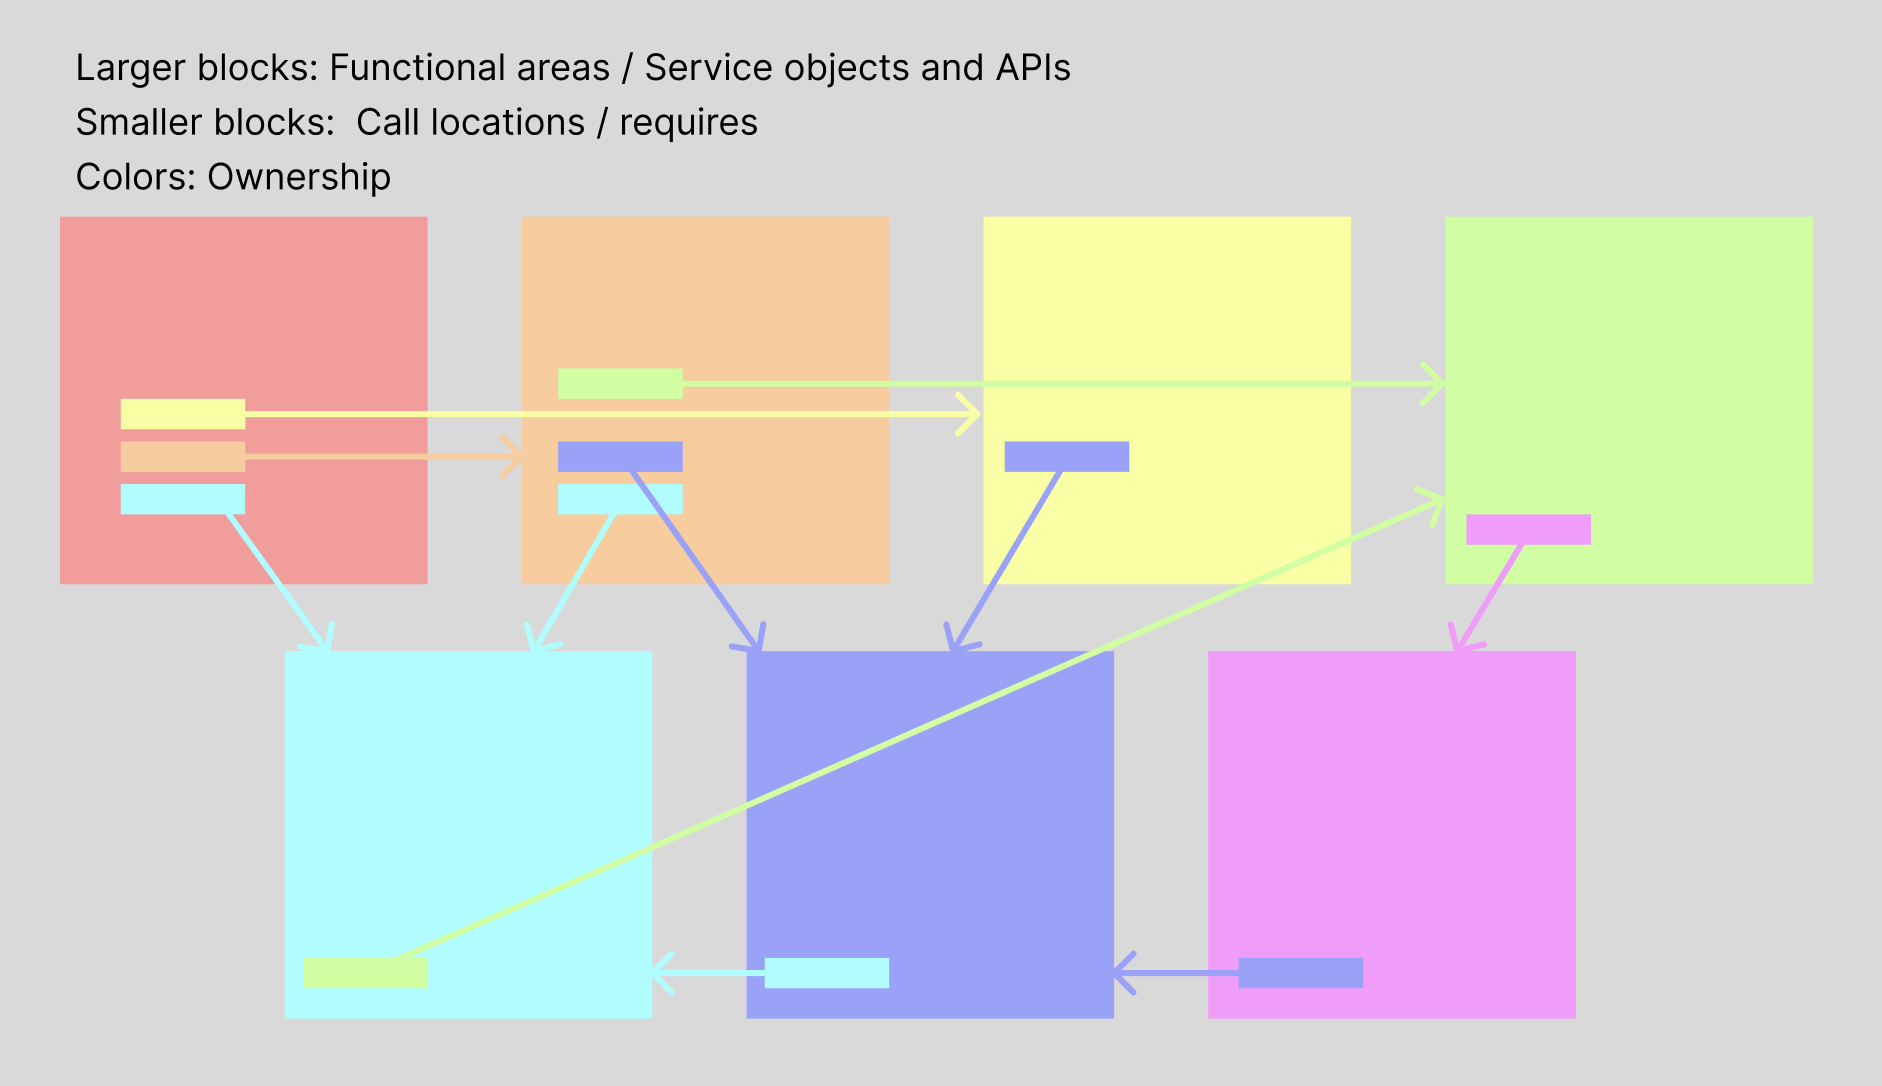 Larger blocks: Functional areas / Service objects and APIs
Smaller blocks:  Call locations / requires
Colors: Ownership